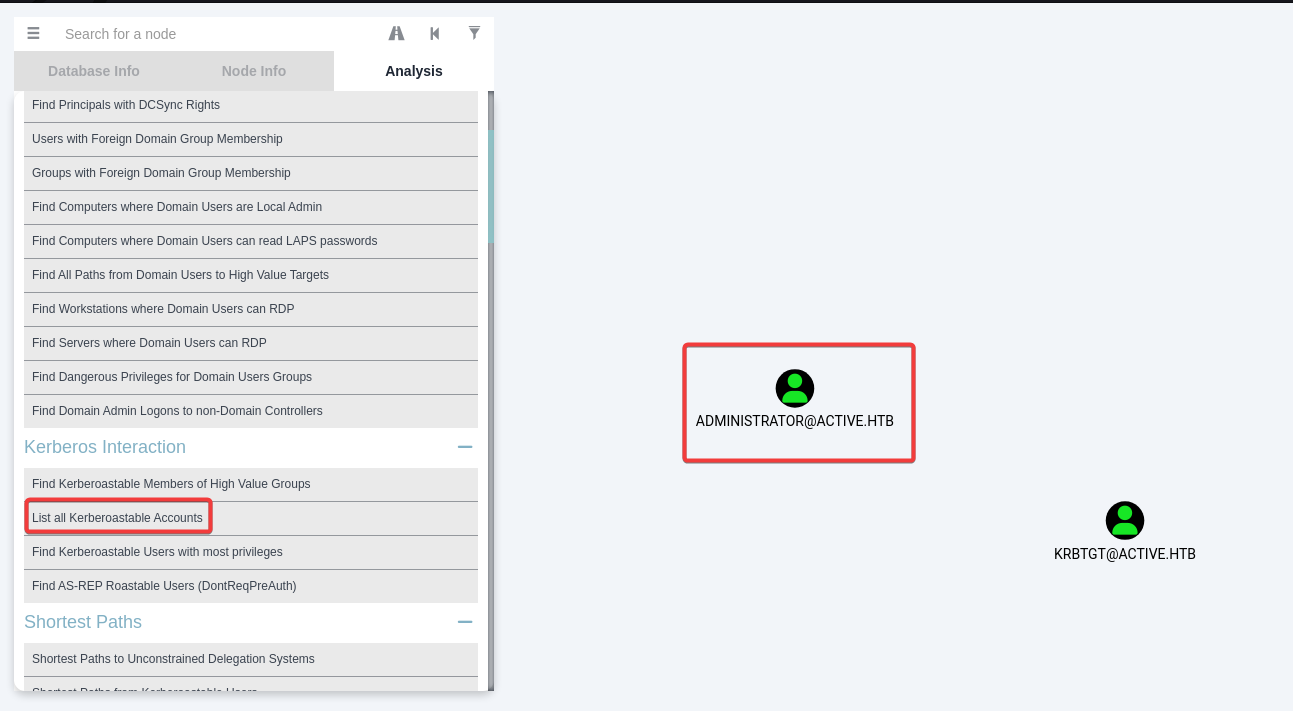 Search for a node
Database Info
Node Info
Analysis
Find Principals with DCSync Rights
Users with Foreign Domain Group Membership
Groups with Foreign Domain Group Membership
Find Computers where Domain Users are Local Admin
Find Computers where Domain Users can read LAPS passwords
Find All Paths from Domain Users to High Value Targets
Find Workstations where Domain Users can RDP
Find Servers where Domain Users can RDP
Find Dangerous Privileges for Domain Users Groups
Find Domain Admin Logons to non-Domain Controllers
Kerberos Interaction
Find Kerberoastable Members of High Value Groups
List all Kerberoastable Accounts
Find Kerberoastable Users with most privileges
Find AS-REP Roastable Users (DontReqPreAuth)
Shortest Paths
Shortest Paths to Unconstrained Delegation Systems
Shortest Paths from Kerberoastable Users
ADMINISTRATOR@ACTIVE.HTB
KRBTGT@ACTIVE.HTB